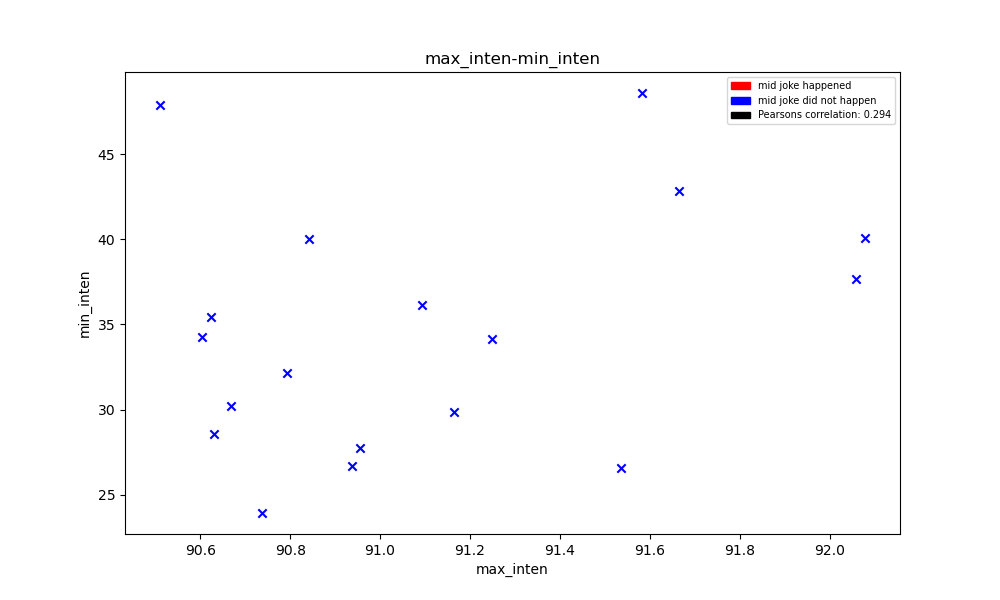 max_inten-min_inten
mid joke happened
mid joke did not happen
Pearsons correlation: 0.294
45
40
35
30
25
min_inten
90.6 90.8 91.0 91.2 91.4 91.6 91.8 92.0
max_inten